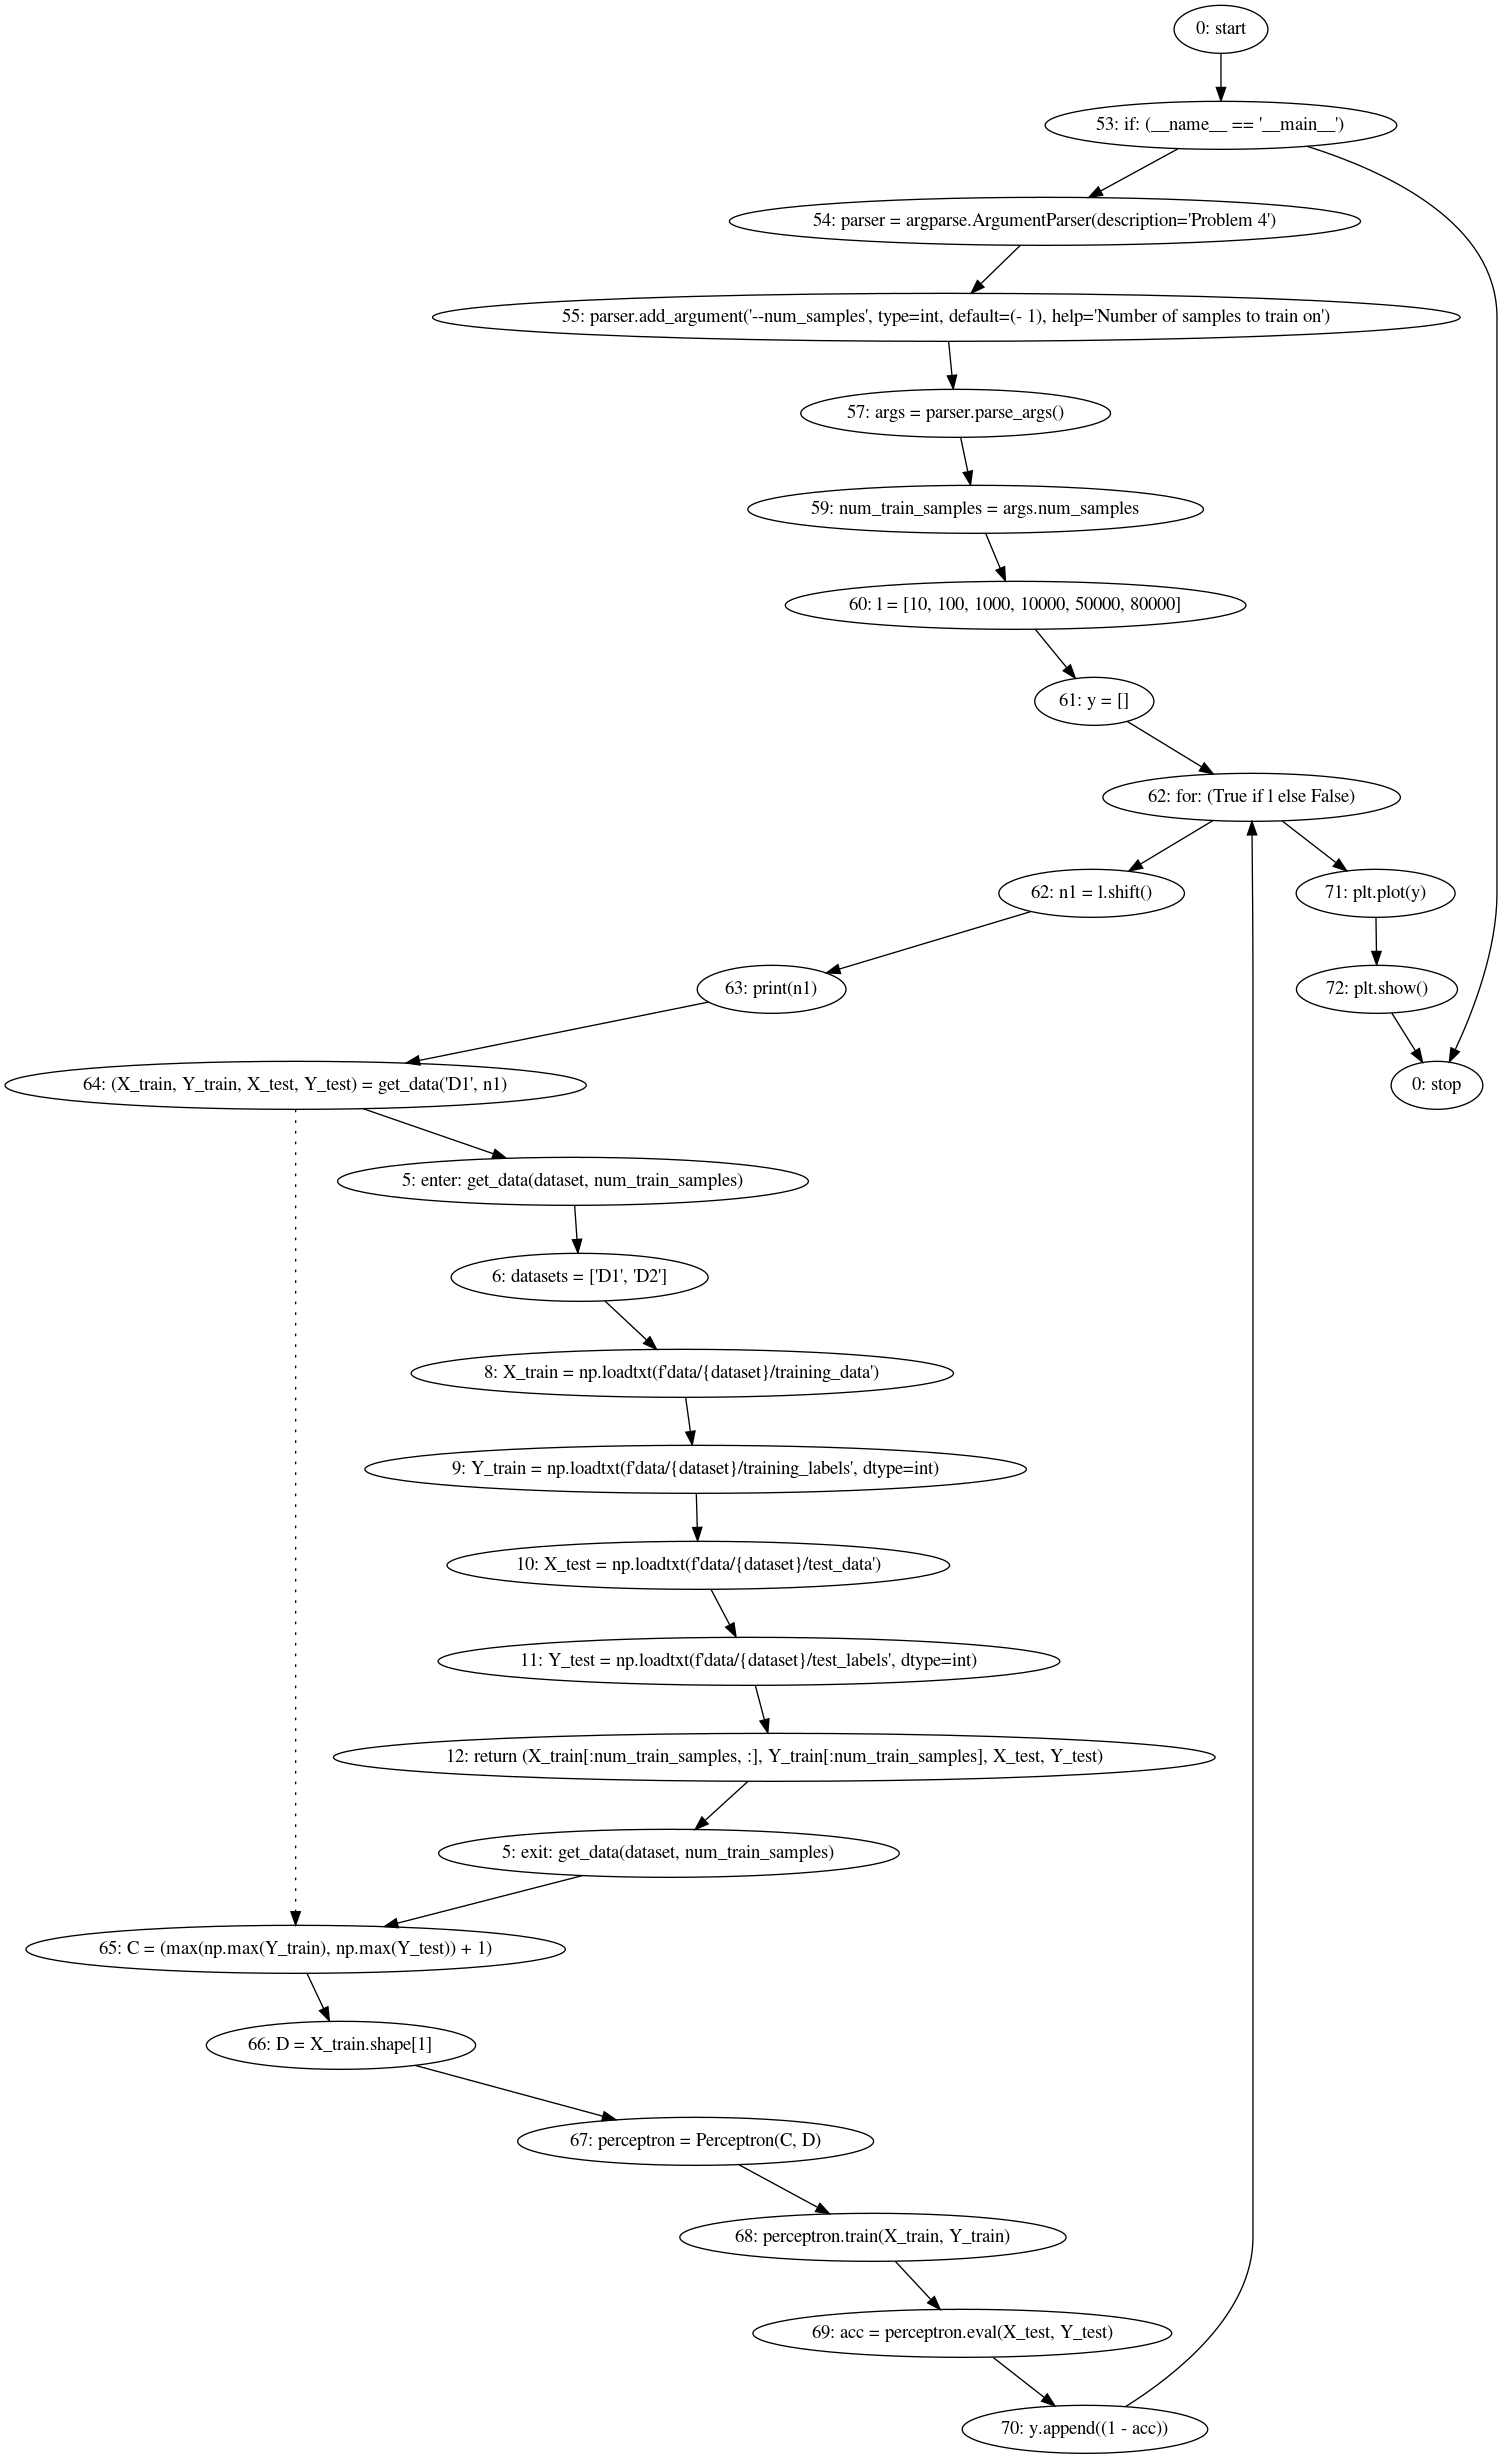 0: start
53: if: (__name__ == '__main__')
54: parser = argparse.ArgumentParser(description='Problem 4')
55: parser.add_argument('--num_samples', type=int, default=(- 1), help='Number of samples to train on')
57: args = parser.parse_args()
59: num_train_samples = args.num_samples
60: l = [10, 100, 1000, 10000, 50000, 80000]
61: y = []
62: for: (True if l else False)
62: n1 = l.shift()
71: plt.plot(y)
63: print(n1)
72: plt.show()
64: (X_train, Y_train, X_test, Y_test) = get_data('D1', n1)
0: stop
5: enter: get_data(dataset, num_train_samples)
6: datasets = ['D1', 'D2']
8: X_train = np.loadtxt(f'data/{dataset}/training_data')
9: Y_train = np.loadtxt(f'data/{dataset}/training_labels', dtype=int)
10: X_test = np.loadtxt(f'data/{dataset}/test_data')
11: Y_test = np.loadtxt(f'data/{dataset}/test_labels', dtype=int)
12: return (X_train[:num_train_samples, :], Y_train[:num_train_samples], X_test, Y_test)
5: exit: get_data(dataset, num_train_samples)
65: C = (max(np.max(Y_train), np.max(Y_test)) + 1)
66: D = X_train.shape[1]
67: perceptron = Perceptron(C, D)
68: perceptron.train(X_train, Y_train)
69: acc = perceptron.eval(X_test, Y_test)
70: y.append((1 - acc))